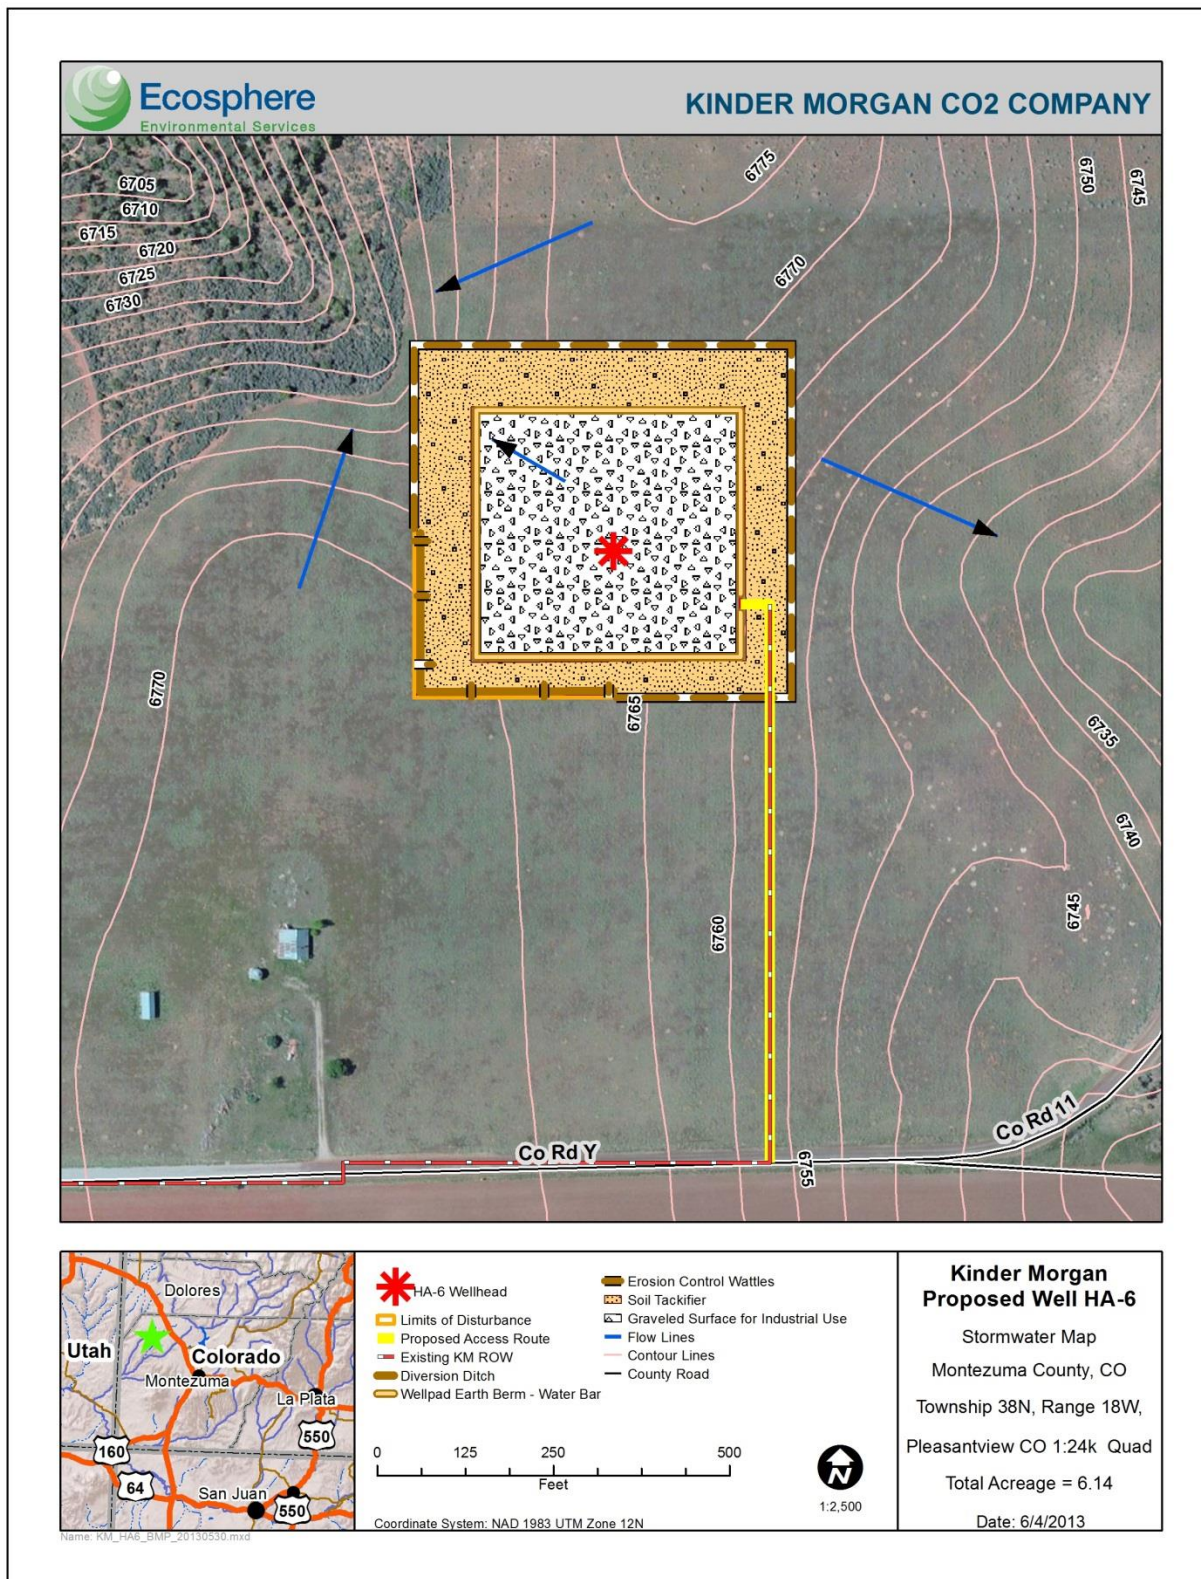 Ecosphere
Environmental Services
KINDER MORGAN CO2 COMPANY
6705
6710
6715
6720
6725
6730
6775
6750
6745
6770
6770
6765
6735
6740
6760
6745
Co Rd 11
Co Rd Y
6755
Dolores
Utah
Colorado
Montezuma
La Plata
550
160
64
San Juan
550
HA-6 Wellhead
Limits of Disturbance
Proposed Access Route
Existing KM ROW
Diversion Ditch
Wellpad Earth Berm - Water Bar
Erosion Control Wattles
Soil Tackifier
Graveled Surface for Industrial Use
Flow Lines
Contour Lines
County Road
0 125 250 500
Feet
N
1:2,500
Coordinate System: NAD 1983 UTM Zone 12N
Kinder Morgan
Proposed Well HA-6
Stormwater Map
Montezuma County, CO
Township 38N, Range 18W,
Pleasantview CO 1:24k Quad
Total Acreage = 6.14
Date: 6/4/2013
Name: KM_HA6_BMP_20130530.mxd